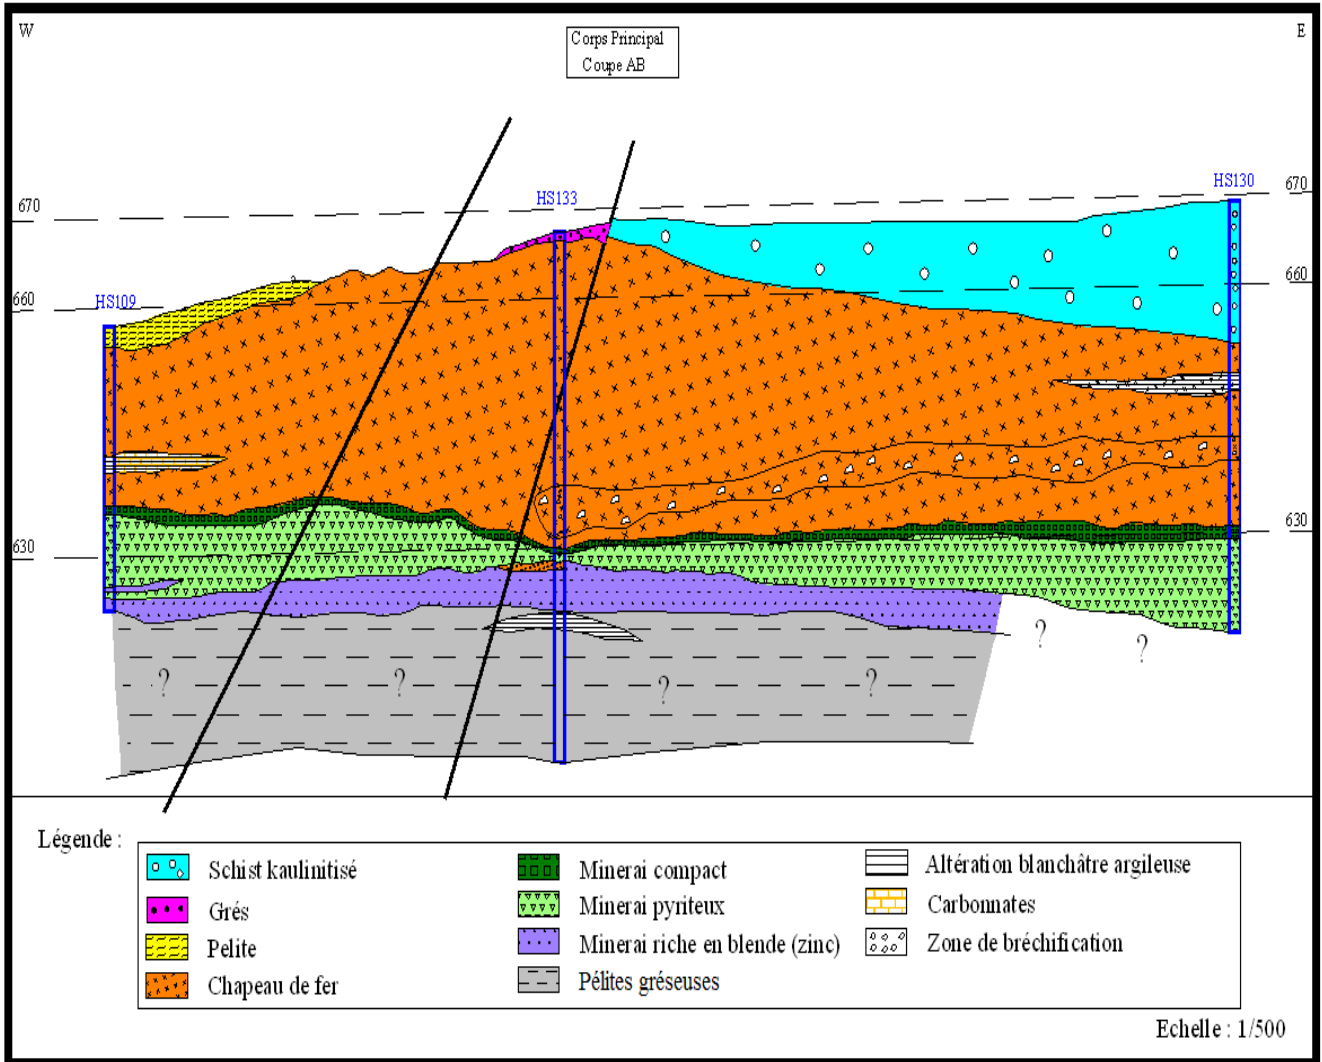 W
E
Corps Principal
Coupe AB
670
HS133
HS130
670
660
HS109
660
630
630
?
?
?
?
?
?
Légende :
Schist kaulinitisé
Grés
Pelite
Chapeau de fer
Minerai compact
Minerai pyriteux
Minerai riche en blende (zinc)
Pélites gréseuses
Altération blanchâtre argileuse
Carbonnates
Zone de bréchification
Echelle : 1/500